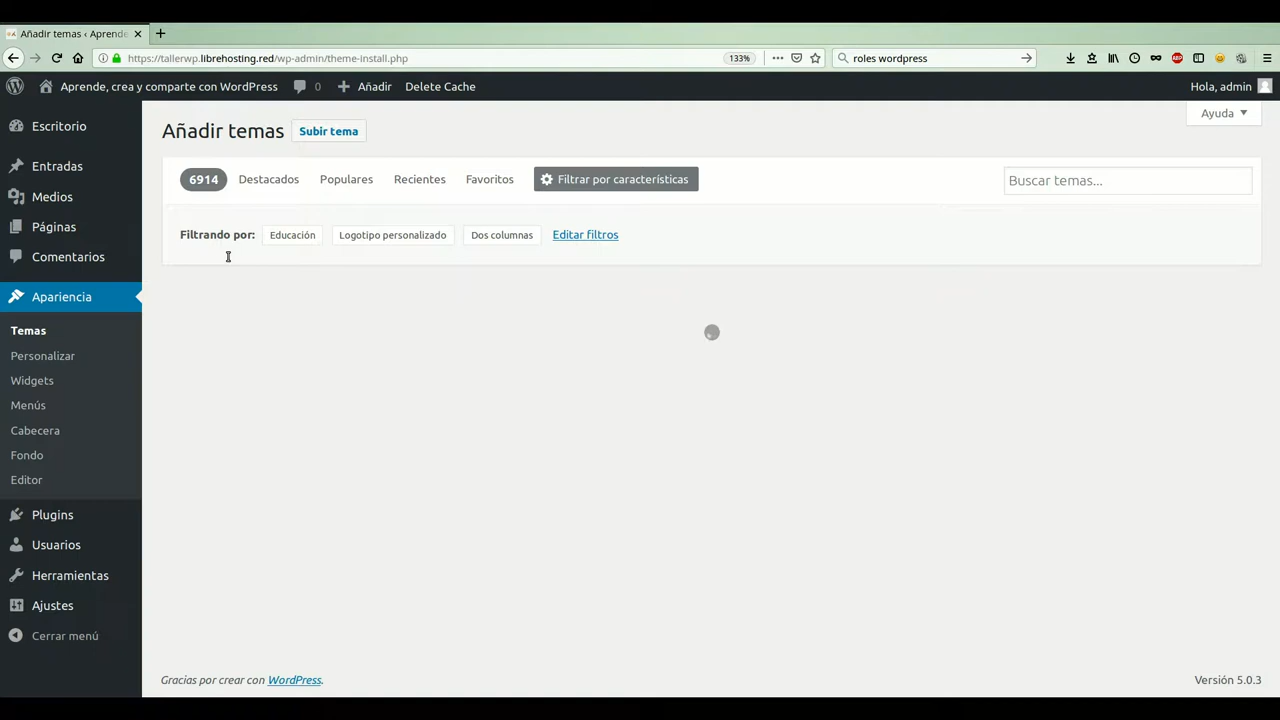 Añadir temas ‹ Aprende
https://tallerwp.librehosting.red/wp-admin/theme-install.php
133%
roles wordpress
Aprende, crea y comparte con WordPress
0
Añadir
Delete Cache
Hola, admin
Escritorio
Entradas
Medios
Páginas
Comentarios
Apariencia
Temas
Personalizar
Widgets
Menús
Cabecera
Fondo
Editor
Plugins
Usuarios
Herramientas
Ajustes
Cerrar menú
Ayuda
Añadir temas
Subir tema
6914
Destacados
Populares
Recientes
Favoritos
Filtrar por características
Buscar temas...
Filtrando por:
Educación
Logotipo personalizado
Dos columnas
Editar filtros
Gracias por crear con WordPress.
Versión 5.0.3